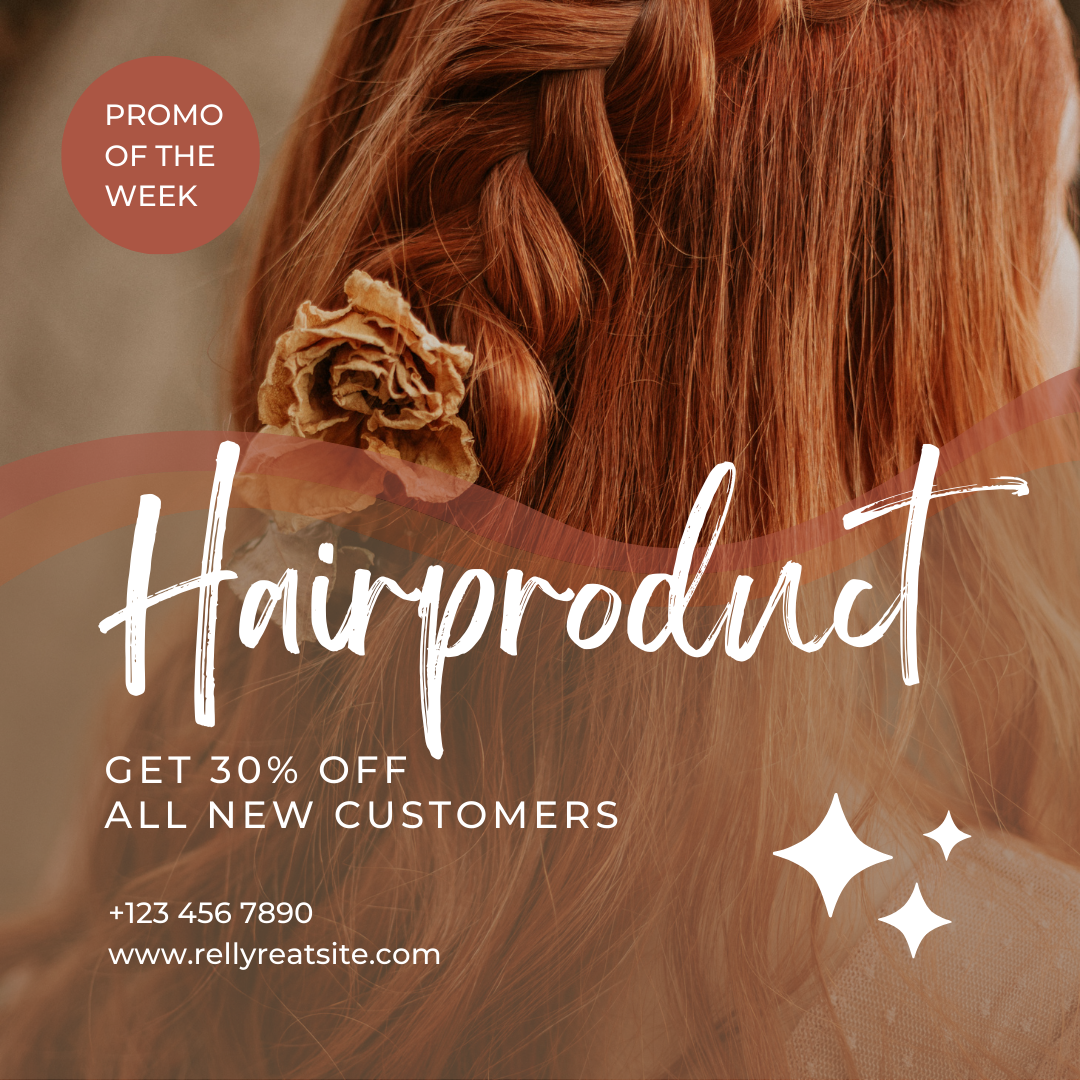 PROMO
OF THE
WEEK
Hairproduct
GET 30% OFF
ALL NEW CUSTOMERS
+123 456 7890
www.rellyreatsite.com